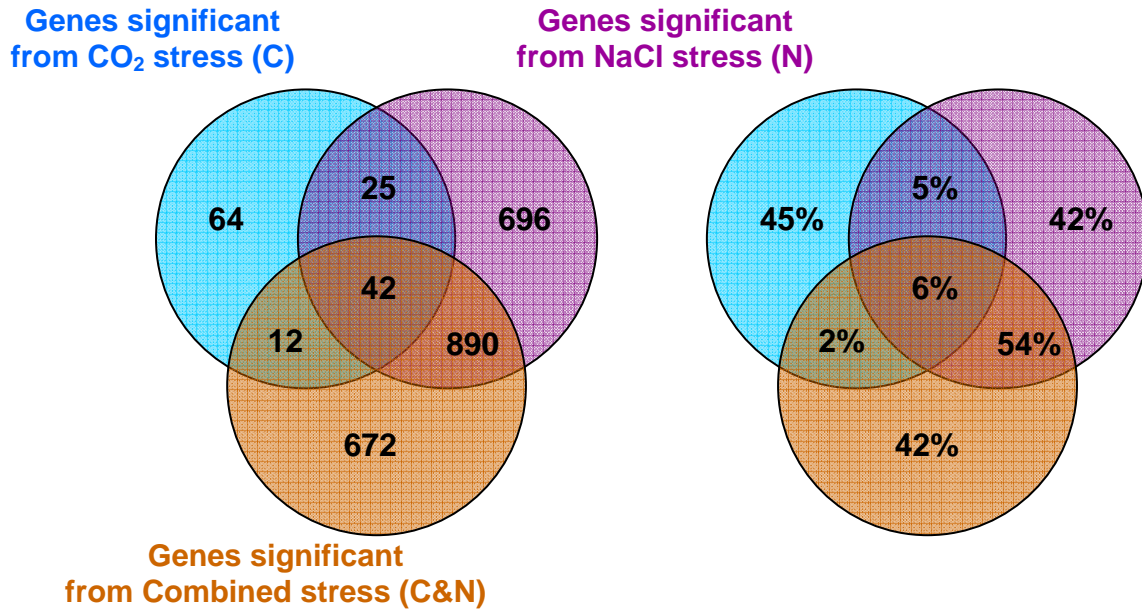 Genes significant
from CO₂ stress (C)
Genes significant
from NaCl stress (N)
25
64
696
42
12
890
672
5%
45%
42%
6%
2%
54%
42%
Genes significant
from Combined stress (C&N)